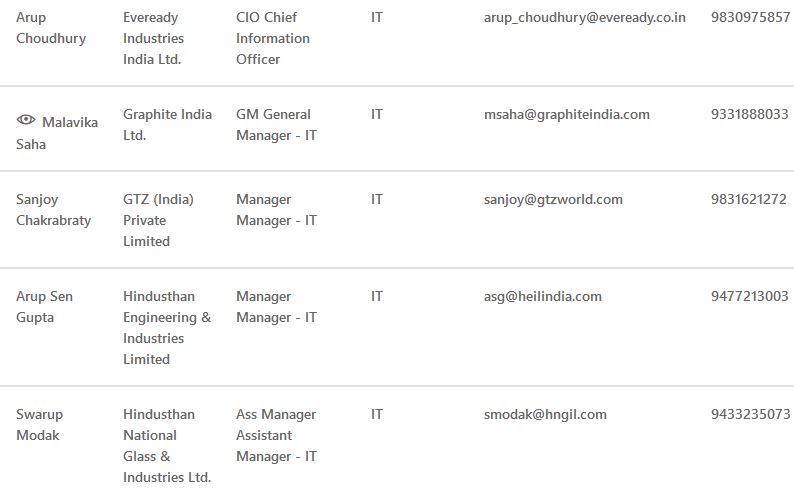 Arup Choudhury Eveready Industries India Ltd. CIO Chief Information Officer IT arup_choudhury@eveready.co.in 9830975857
Malavika Saha Graphite India Ltd. GM General Manager - IT IT msaha@graphiteindia.com 9331888033
Sanjoy Chakrabraty GTZ (India) Private Limited Manager Manager - IT IT sanjoy@gtzworld.com 9831621272
Arup Sen Gupta Hindusthan Engineering & Industries Limited Manager Manager - IT IT asg@heilindia.com 9477213003
Swarup Modak Hindusthan National Glass & Industries Ltd. Ass Manager Assistant Manager - IT IT smodak@hngil.com 9433235073